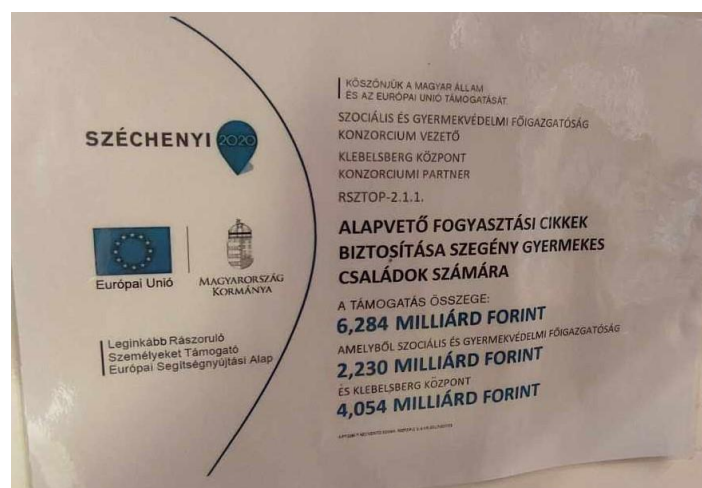 SZÉCHENYI 2020
Európai Unió
MAGYARORSZÁG
KORMÁNYA
Leginkább Rászoruló
Személyeket Támogató
Európai Segítségnyújtási Alap
KÖSZÖNJÜK A MAGYAR ÁLLAM
ÉS AZ EURÓPAI UNIÓ TÁMOGATÁSÁT
SZOCIÁLIS ÉS GYERMEKVÉDELMI FŐIGAZGATÓSÁG
KONZORCIUM VEZETŐ
KLEBELSBERG KÖZPONT
KONZORCIUMI PARTNER
RSZTOP-2.1.1.
ALAPVETŐ FOGYASZTÁSI CIKKEK
BIZTOSÍTÁSA SZEGÉNY GYERMEKES
CSALÁDOK SZÁMÁRA
A TÁMOGATÁS ÖSSZEGE:
6,284 MILLIÁRD FORINT
AMELYBŐL SZOCIÁLIS ÉS GYERMEKVÉDELMI FŐIGAZGATÓSÁG
2,230 MILLIÁRD FORINT
ÉS KLEBELSBERG KÖZPONT
4,054 MILLIÁRD FORINT